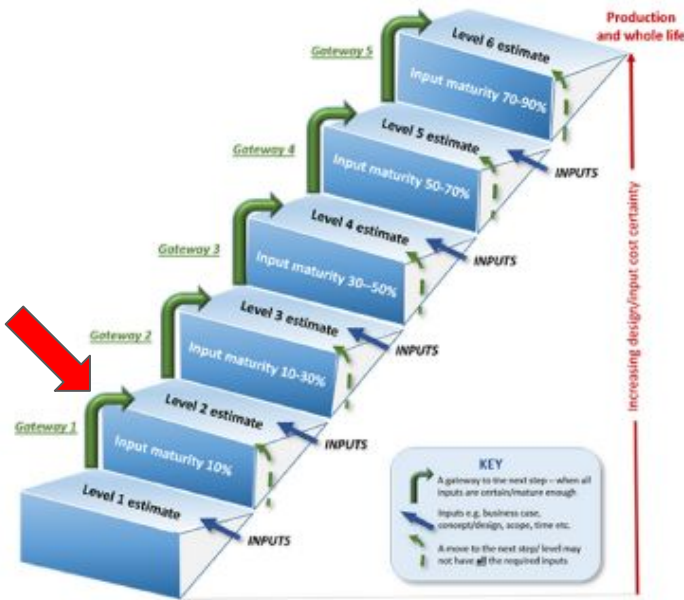 Production
and whole life
Gateway 5
Level 6 estimate
Input maturity 70-90%
Gateway 4
Level 5 estimate
INPUTS
Input maturity 50-70%
Gateway 3
Level 4 estimate
INPUTS
Input maturity 30--50%
Gateway 2
Level 3 estimate
INPUTS
Input maturity 10-30%
Gateway 1
Level 2 estimate
INPUTS
Input maturity 10%
Level 1 estimate
INPUTS
Increasing design/input cost certainty
KEY
A gateway to the next step – when all
inputs are certain/mature enough
Inputs e.g. business case,
concept/design, scope, time etc.
A move to the next step/ level may
not have all the required inputs